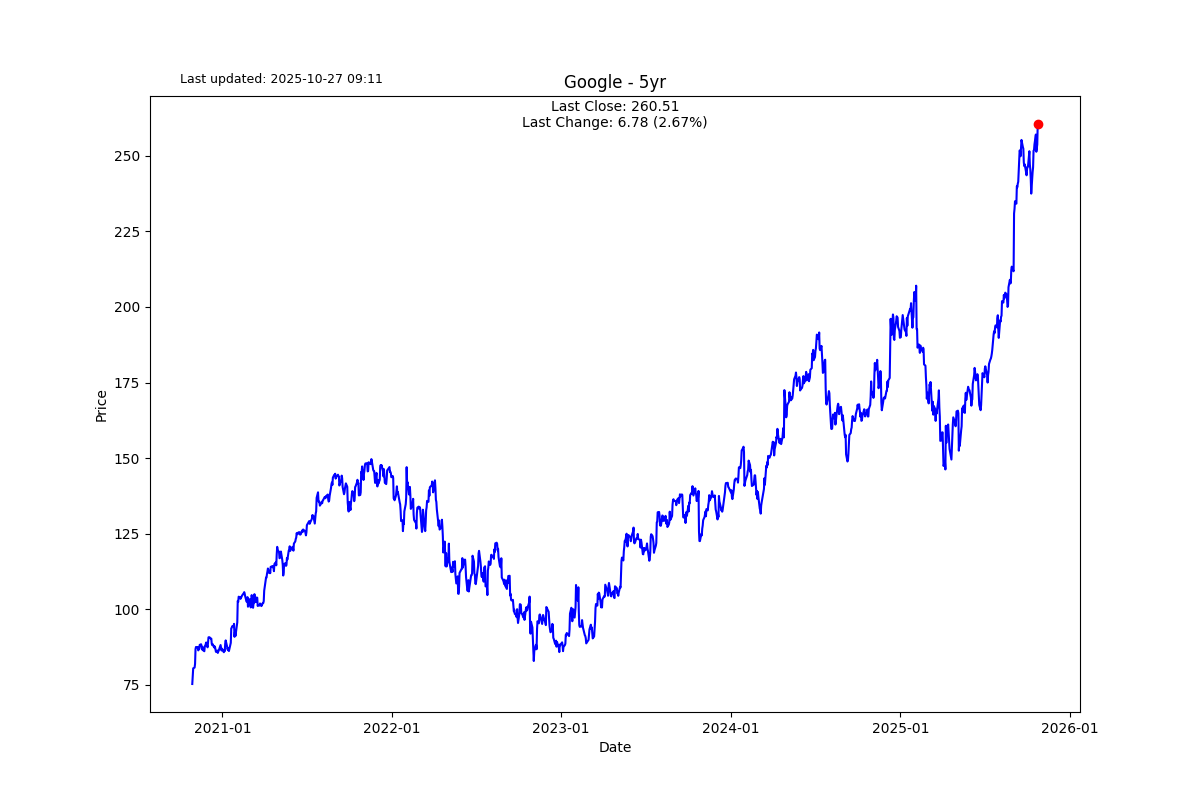 Last updated: 2025-10-27 09:11
Google - 5yr
Last Close: 260.51
Last Change: 6.78 (2.67%)
250
225
200
175
150
125
100
75
Price
2021-01
2022-01
2023-01
2024-01
2025-01
2026-01
Date